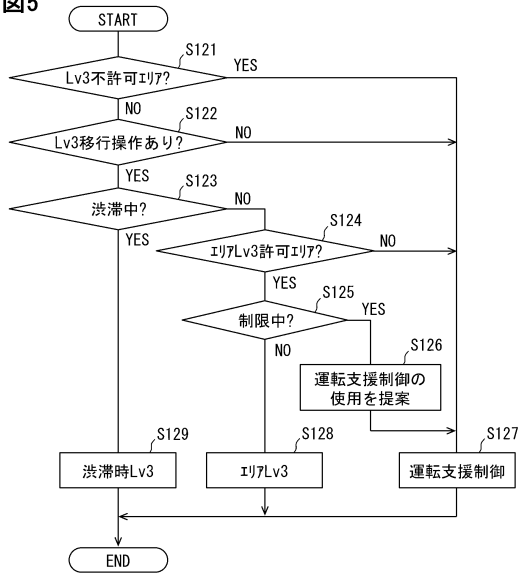 図5
START
S121
Lv3不許可ｴﾘｱ?
YES
NO
S122
Lv3移行操作あり?
NO
YES
S123
渋滞中?
NO
YES
S124
ｴﾘｱLv3許可ｴﾘｱ?
NO
YES
S125
制限中?
YES
NO
S126
運転支援制御の
使用を提案
S129
渋滞時Lv3
S128
ｴﾘｱLv3
S127
運転支援制御
END